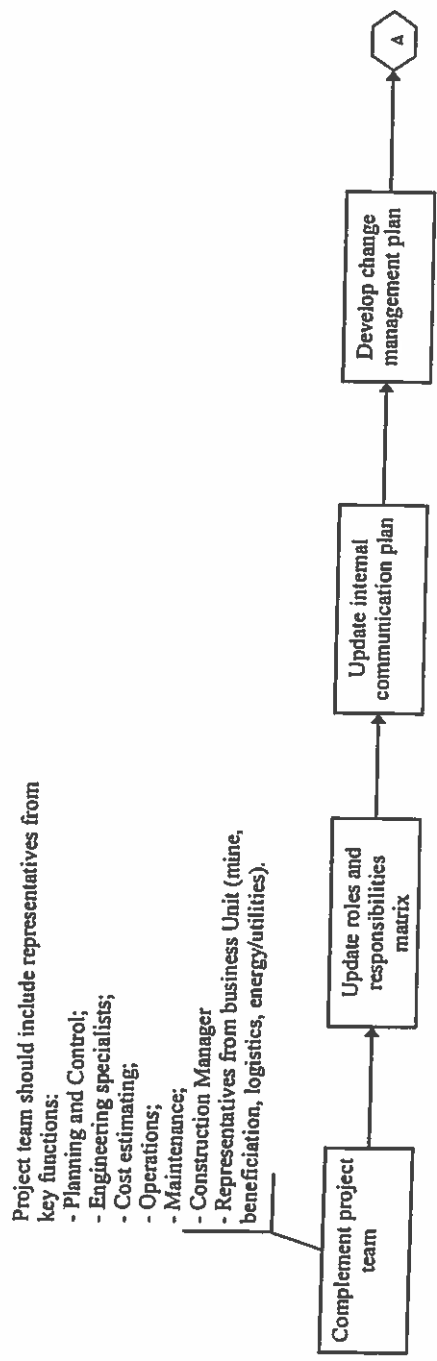 Project team should include representatives from
key functions:
- Planning and Control;
- Engineering specialists;
- Cost estimating;
- Operations;
- Maintenance;
- Construction Manager
- Representatives from business Unit (mine,
beneficiation, logistics, energy/utilities).
Complement project
team
Update roles and
responsibilities
matrix
Update internal
communication plan
Develop change
management plan
A